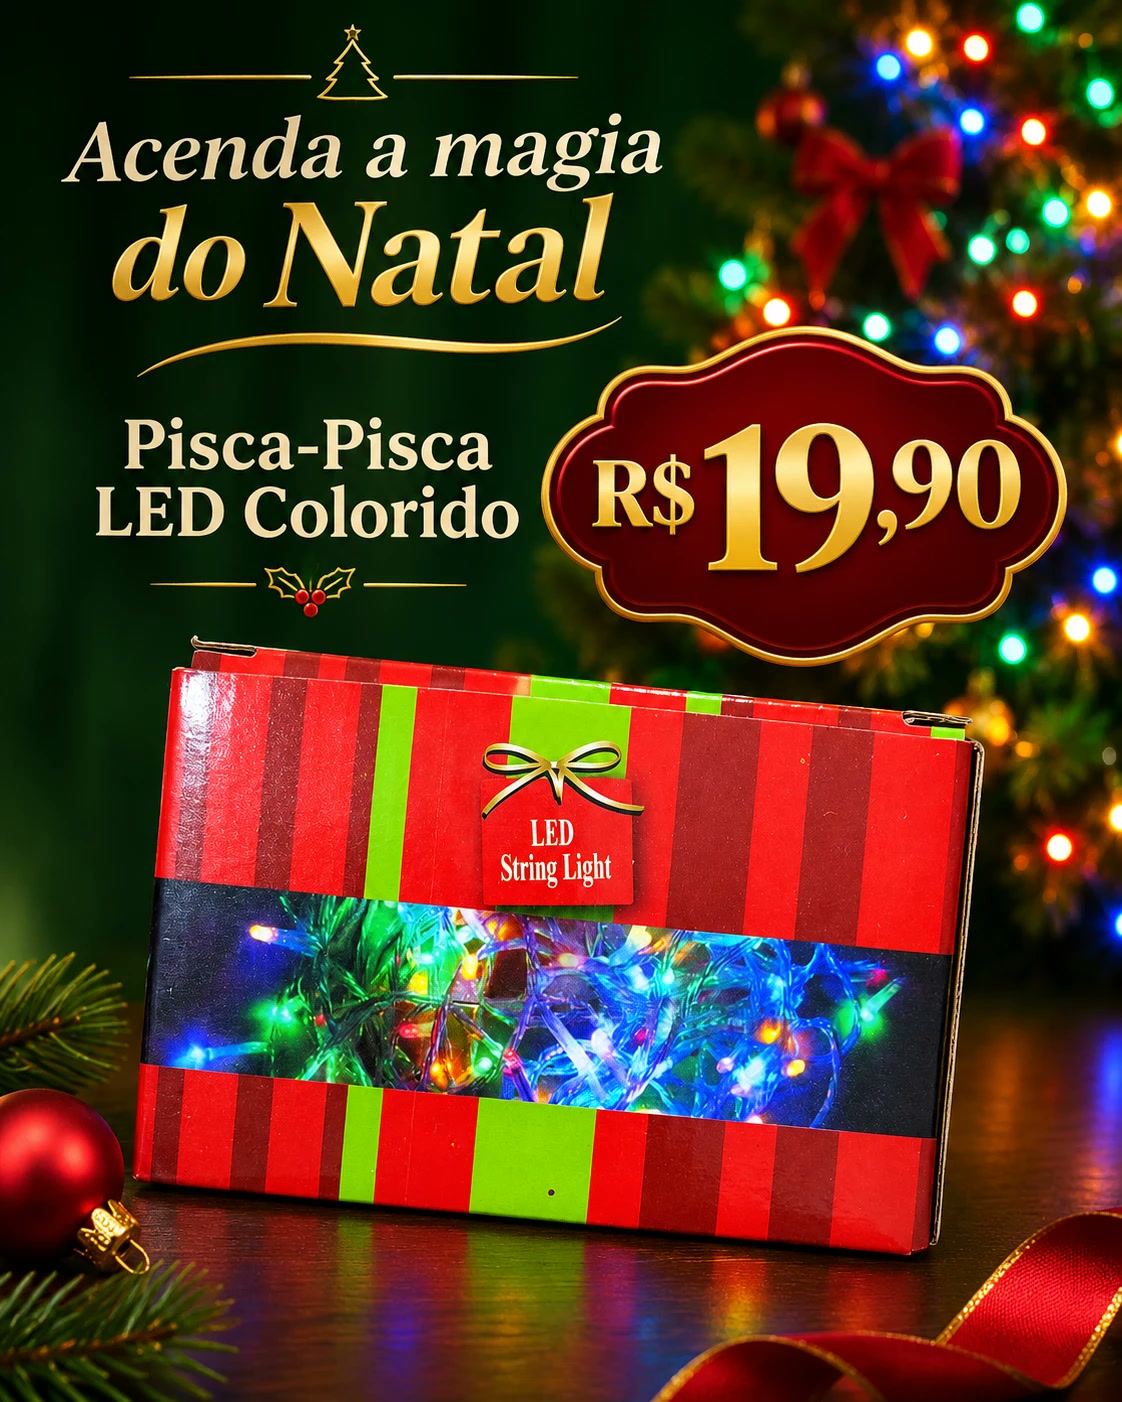 Acenda a magia
do Natal
Pisca-Pisca
LED Colorido
R$19,90
LED
String Light